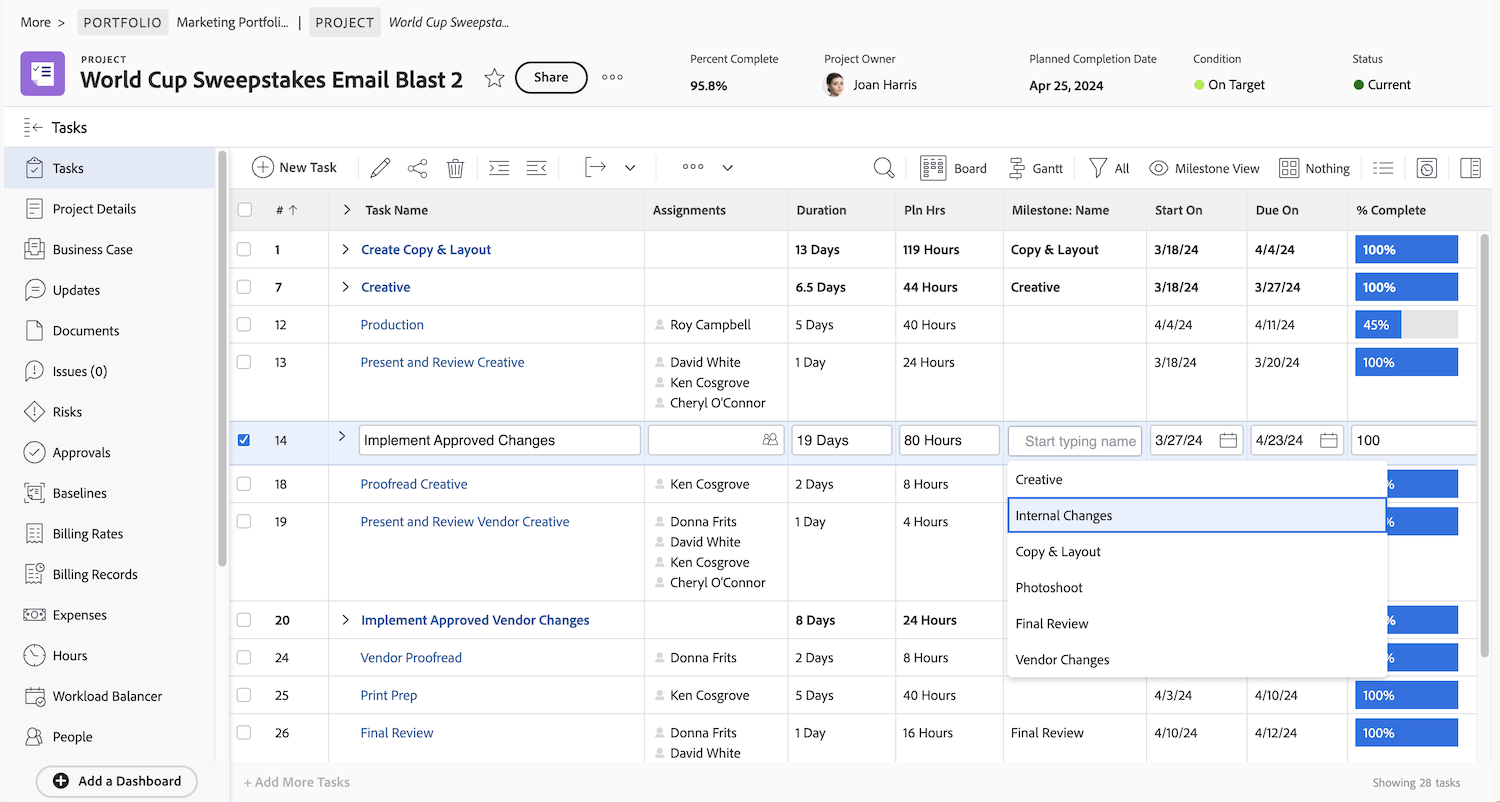 More > PORTFOLIO Marketing Portfoli... | PROJECT World Cup Sweepsta...
PROJECT
World Cup Sweepstakes Email Blast 2
Share
Percent Complete
95.8%
Project Owner
Joan Harris
Planned Completion Date
Apr 25, 2024
Condition
On Target
Status
Current
Tasks
Tasks
Project Details
Business Case
Updates
Documents
Issues (0)
Risks
Approvals
Baselines
Billing Rates
Billing Records
Expenses
Hours
Workload Balancer
People
Add a Dashboard
New Task Board Gantt All Milestone View Nothing
# Task Name Assignments Duration Pln Hrs Milestone: Name Start On Due On % Complete
1 Create Copy & Layout 13 Days 119 Hours Copy & Layout 3/18/24 4/4/24 100%
7 Creative 6.5 Days 44 Hours Creative 3/18/24 3/27/24 100%
12 Production Roy Campbell 5 Days 40 Hours 4/4/24 4/11/24 45%
13 Present and Review Creative David White 1 Day 24 Hours 3/18/24 3/20/24 100%
Ken Cosgrove
Cheryl O'Connor
14 Implement Approved Changes 19 Days 80 Hours Start typing name 3/27/24 4/23/24 100
Creative
Internal Changes
Copy & Layout
Photoshoot
Final Review
Vendor Changes
18 Proofread Creative Ken Cosgrove 2 Days 8 Hours %
19 Present and Review Vendor Creative Donna Frits 1 Day 4 Hours %
David White
Ken Cosgrove
Cheryl O'Connor
20 Implement Approved Vendor Changes 8 Days 24 Hours %
24 Vendor Proofread Donna Frits 2 Days 8 Hours %
25 Print Prep Ken Cosgrove 5 Days 40 Hours 4/3/24 4/10/24 100%
26 Final Review Donna Frits 1 Day 16 Hours Final Review 4/10/24 4/12/24 100%
David White
+ Add More Tasks
Showing 28 tasks